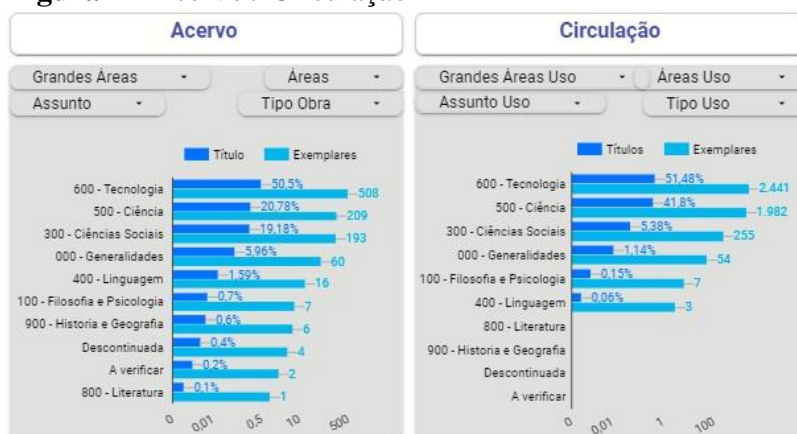 Acervo
Grandes Áreas
Áreas
Assunto
Tipo Obra
Título
Exemplares
600 - Tecnologia
50,5%
508
500 - Ciência
20,78%
209
300 - Ciências Sociais
19,18%
193
000 - Generalidades
5,96%
60
400 - Linguagem
1,59%
16
100 - Filosofia e Psicologia
0,7%
7
900 - Historia e Geografia
0,6%
6
Descontinuada
0,4%
4
A verificar
0,2%
2
800 - Literatura
0,1%
1
0
0,01
0,5
10
500
Circulação
Grandes Áreas Uso
Áreas Uso
Assunto Uso
Tipo Uso
Títulos
Exemplares
600 - Tecnologia
51,48%
2.441
500 - Ciência
41,8%
1.982
300 - Ciências Sociais
5,38%
255
000 - Generalidades
1,14%
54
100 - Filosofia e Psicologia
0,15%
7
400 - Linguagem
0,06%
3
800 - Literatura
900 - Historia e Geografia
Descontinuada
A verificar
0
0,01
1
100